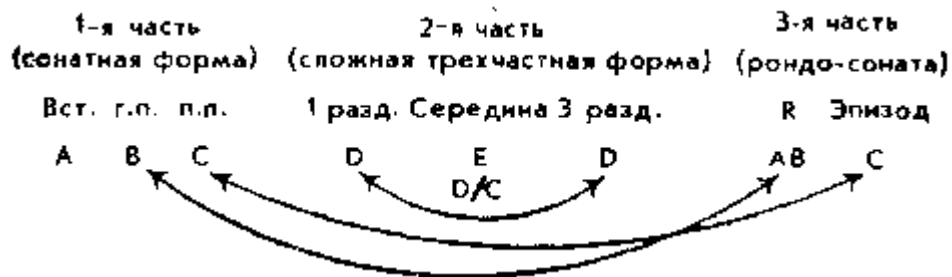 1-я часть 2-я часть 3-я часть
(сонатная форма) (сложная трехчастная форма) (рондо-соната)
Вст. г.п. п.п. 1 разд. Середина 3 разд. R Эпизод
A B C D E D AB C
D/C